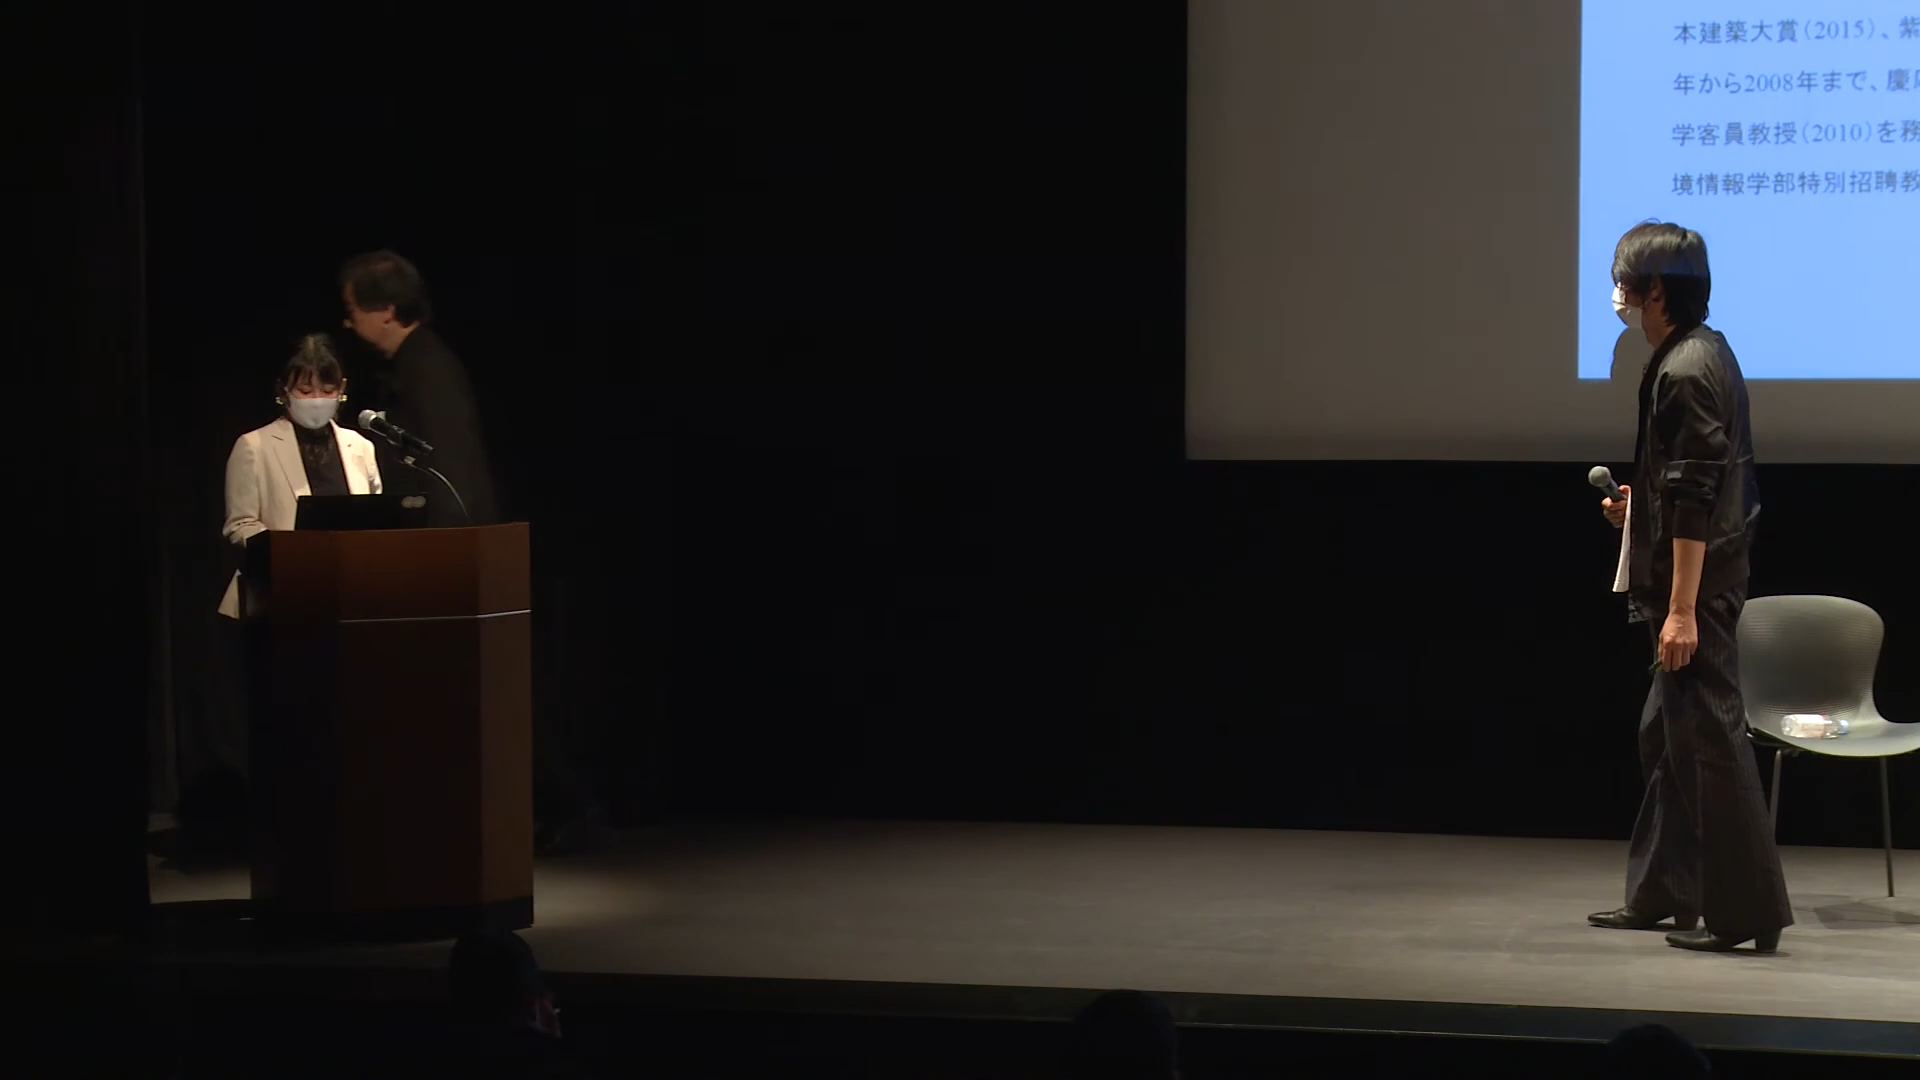 本建築大賞（2015）、紫
年から2008年まで、慶
学客員教授（2010）を務
境情報学部特別招聘教